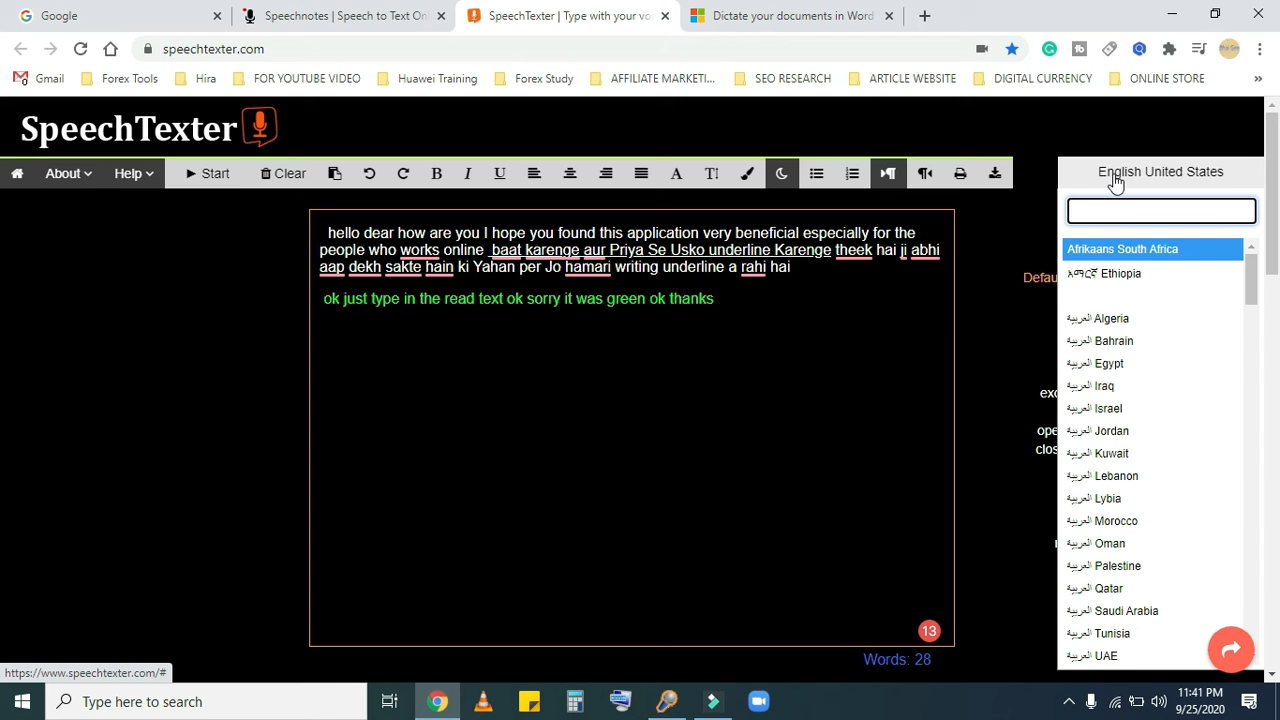 Google
Speechnotes | Speech to Text Onl
SpeechTexter | Type with your vo
Dictate your documents in Word
speechtexter.com
Gmail
Forex Tools
Hira
FOR YOUTUBE VIDEO
Huawei Training
Forex Study
AFFILIATE MARKETI...
SEO RESEARCH
ARTICLE WEBSITE
DIGITAL CURRENCY
ONLINE STORE
SpeechTexter
About
Help
Start
Clear
English United States
hello dear how are you I hope you found this application very beneficial especially for the
people who works online baat karenge aur Priya Se Usko underline Karenge theek hai ji abhi
aap dekh sakte hain ki Yahan per Jo hamari writing underline a rahi hai
ok just type in the read text ok sorry it was green ok thanks
13
Words: 28
Defau
exc
ope
clos
Afrikaans South Africa
አማርኛ Ethiopia
العربية Algeria
العربية Bahrain
العربية Egypt
العربية Iraq
العربية Israel
العربية Jordan
العربية Kuwait
العربية Lebanon
العربية Lybia
العربية Morocco
العربية Oman
العربية Palestine
العربية Qatar
العربية Saudi Arabia
العربية Tunisia
العربية UAE
https://www.speechtexter.com/#
Type here to search
11:41 PM
9/25/2020